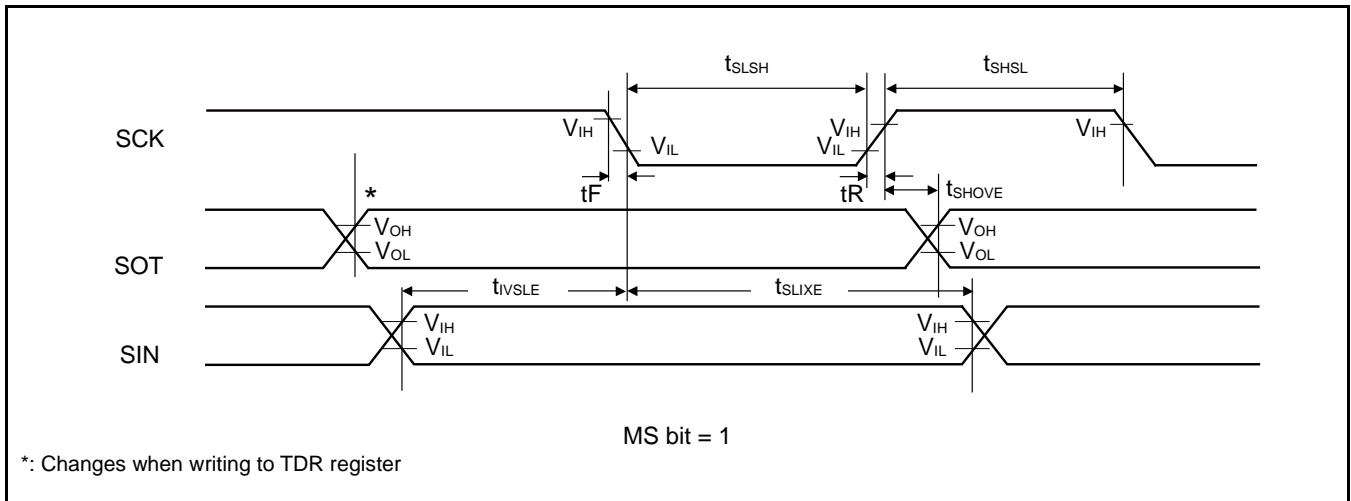 tSLSH tSHSL
SCK VIH VIL VIL VIH VIH
tF tR tSHOVE
*
SOT VOH VOL VOH VOL
tIVSLE tSLIXE
SIN VIH VIL VIH VIL
MS bit = 1
*: Changes when writing to TDR register